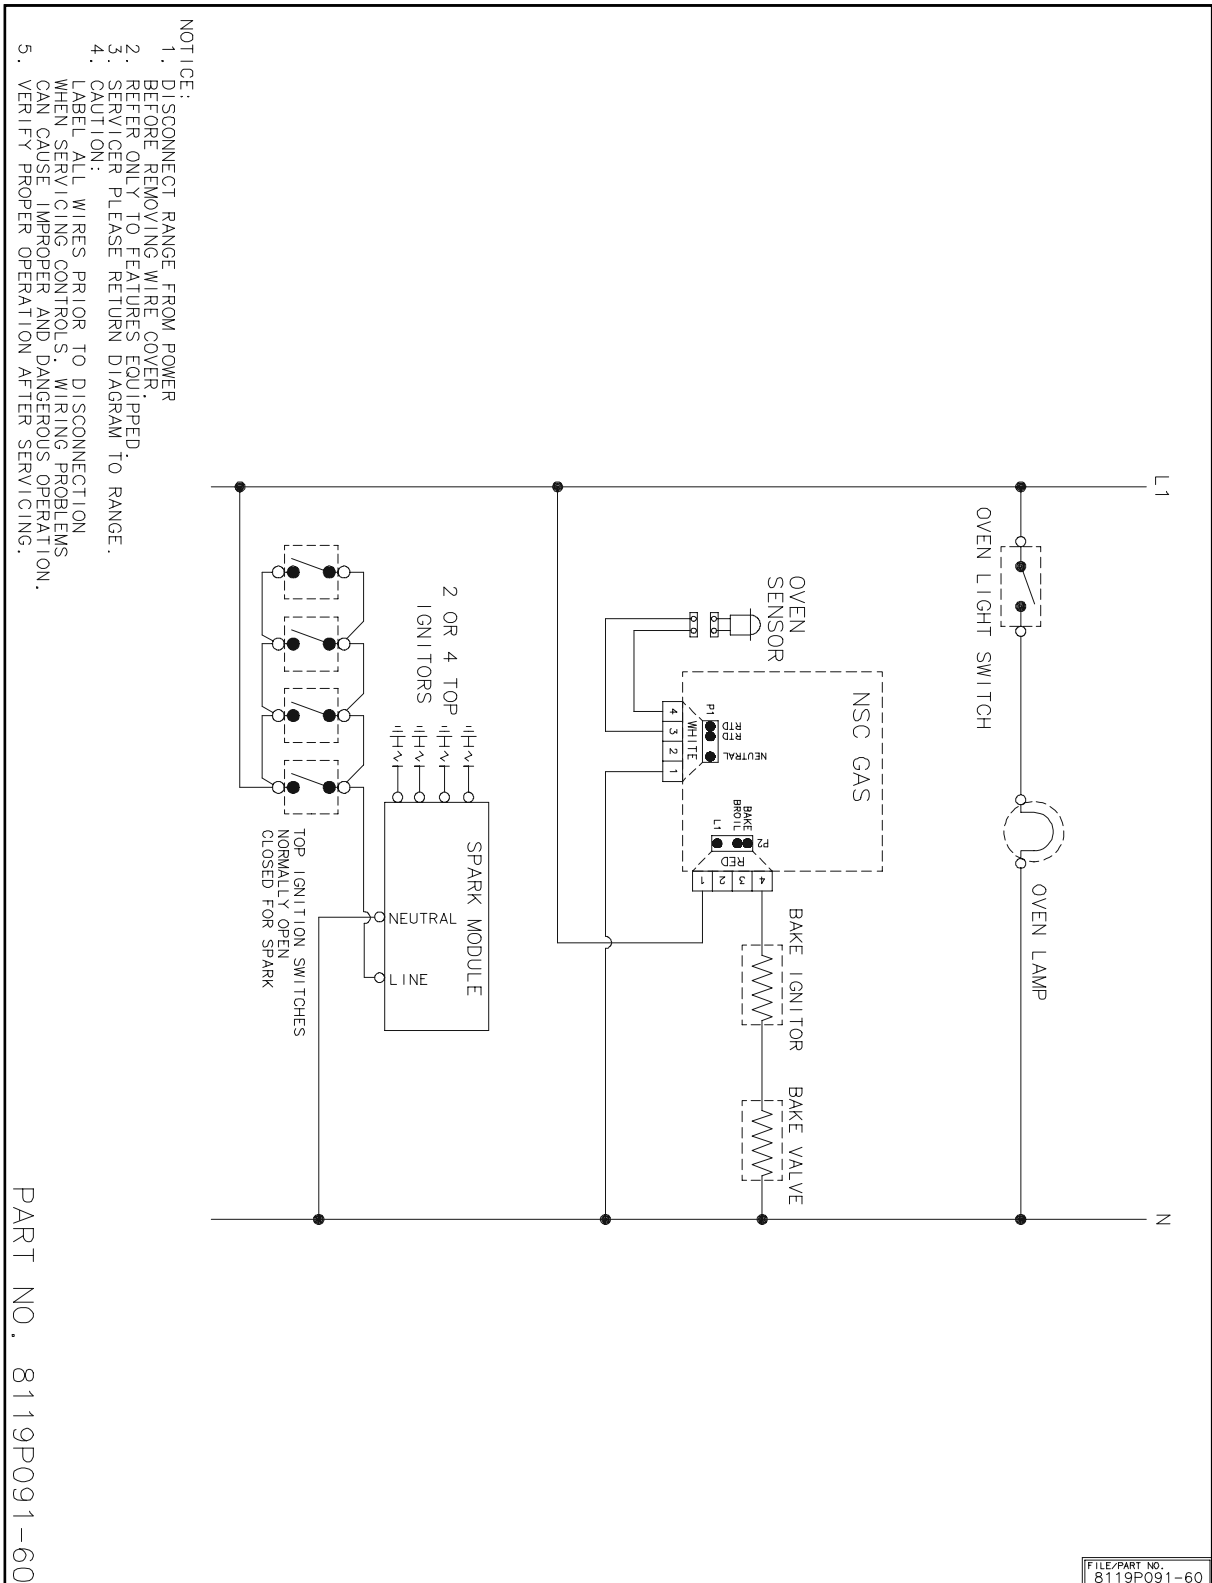 L1
N
OVEN LIGHT SWITCH
OVEN LAMP
NSC GAS
OVEN
SENSOR
P1
RTD
RTD
NEUTRAL
WHITE
4
3
2
1
BAKE
BROIL
L1
P2
RED
1
2
3
4
BAKE IGNITOR
BAKE VALVE
2 OR 4 TOP
IGNITORS
SPARK MODULE
NEUTRAL
LINE
TOP IGNITION SWITCHES
NORMALLY OPEN
CLOSED FOR SPARK
NOTICE:
1. DISCONNECT RANGE FROM POWER
BEFORE REMOVING WIRE COVER.
2. REFER ONLY TO FEATURES EQUIPPED.
3. SERVICER PLEASE RETURN DIAGRAM TO RANGE.
4. CAUTION:
LABEL ALL WIRES PRIOR TO DISCONNECTION
WHEN SERVICING CONTROLS. WIRING PROBLEMS
CAN CAUSE IMPROPER AND DANGEROUS OPERATION.
5. VERIFY PROPER OPERATION AFTER SERVICING.
PART NO. 8119P091-60
FILE/PART NO.
8119P091-60